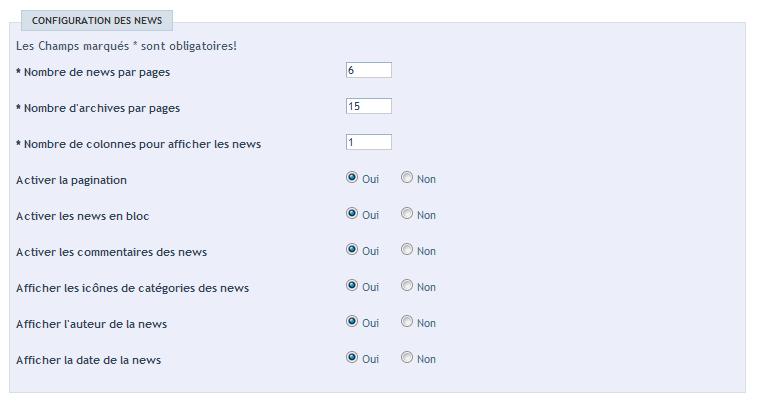 CONFIGURATION DES NEWS
Les Champs marqués * sont obligatoires!
* Nombre de news par pages 6
* Nombre d'archives par pages 15
* Nombre de colonnes pour afficher les news 1
Activer la pagination Oui Non
Activer les news en bloc Oui Non
Activer les commentaires des news Oui Non
Afficher les icônes de catégories des news Oui Non
Afficher l'auteur de la news Oui Non
Afficher la date de la news Oui Non